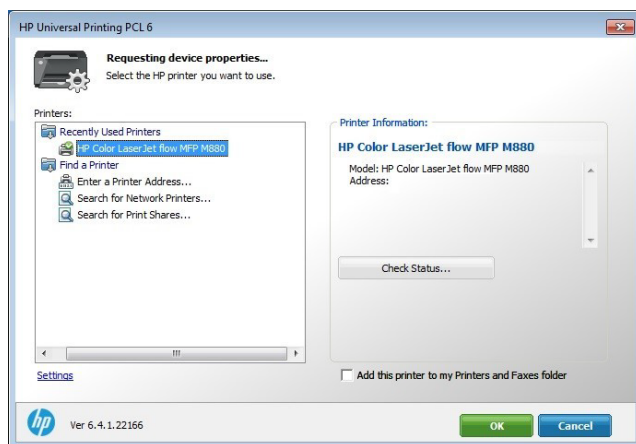 HP Universal Printing PCL 6
Requesting device properties...
Select the HP printer you want to use.
Printers:
Recently Used Printers
HP Color LaserJet flow MFP M880
Find a Printer
Enter a Printer Address...
Search for Network Printers...
Search for Print Shares...
Settings
Printer Information:
HP Color LaserJet flow MFP M880
Model: HP Color LaserJet flow MFP M880
Address:
Check Status...
Add this printer to my Printers and Faxes folder
hp
Ver 6.4.1.22166
OK
Cancel